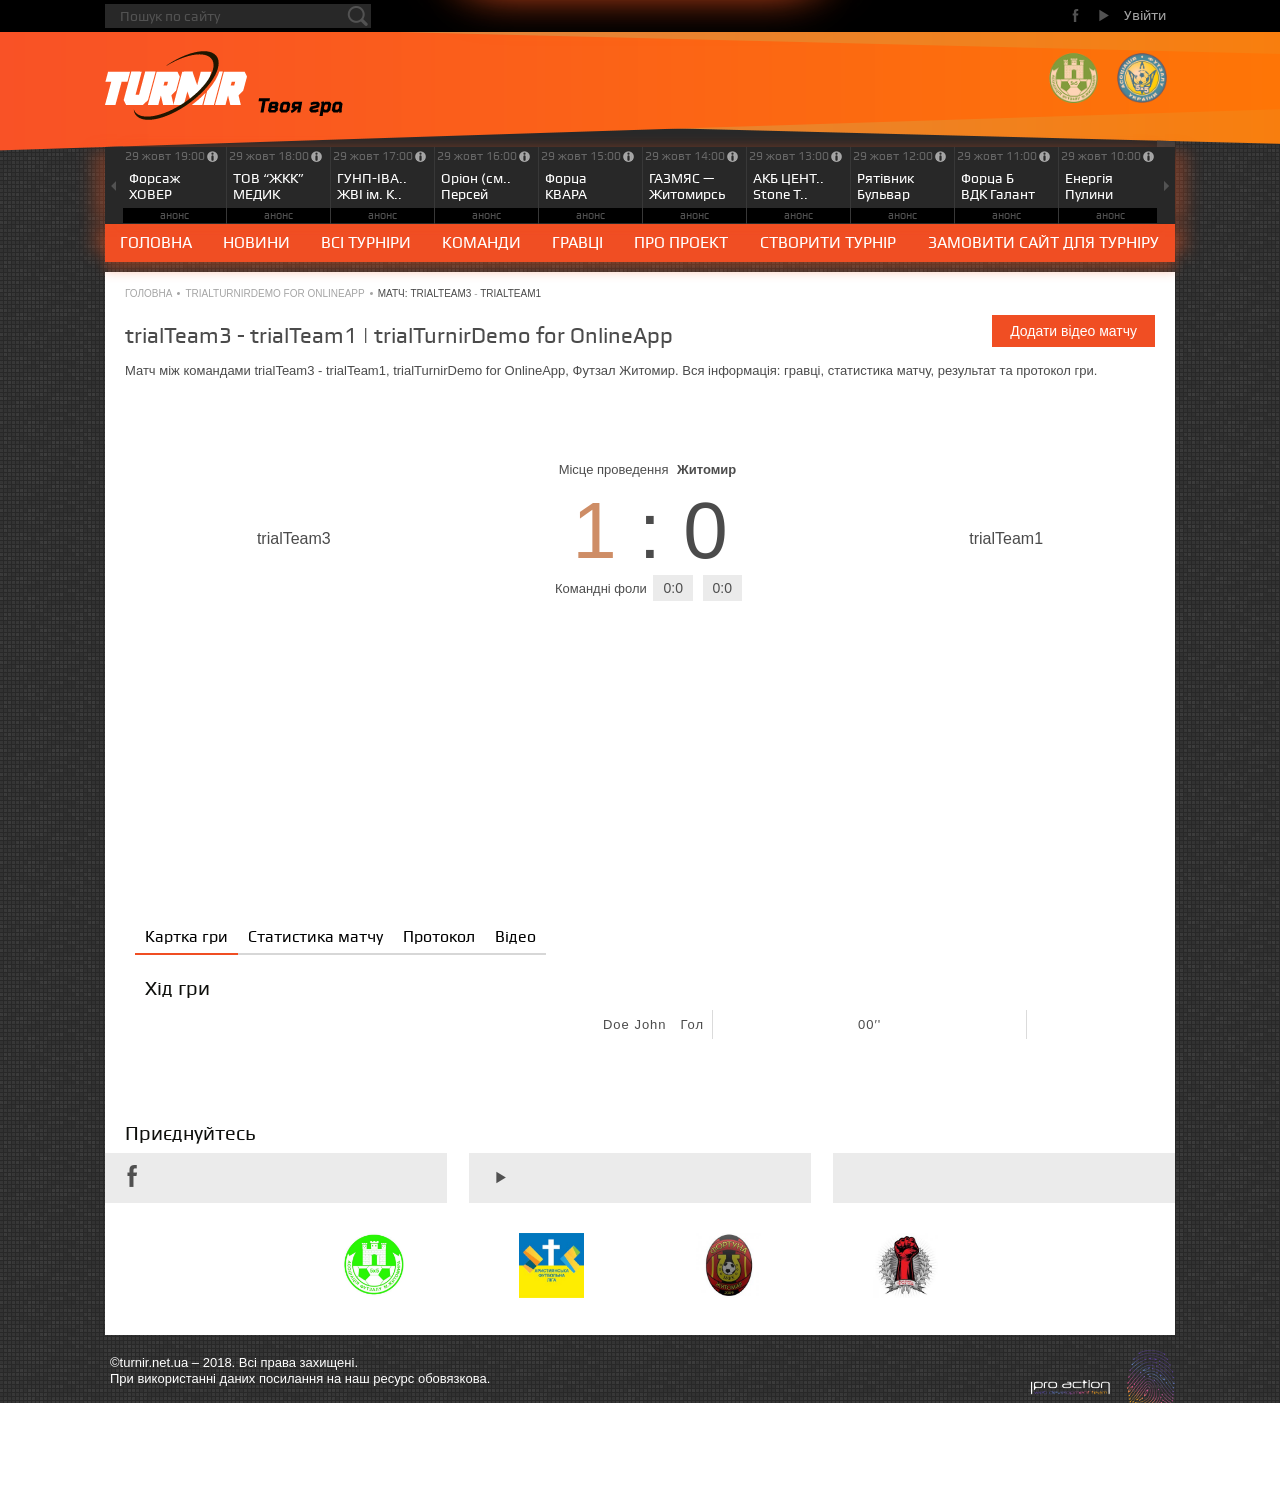 Пошук по сайту
Увійти
TURNIR
Твоя гра
29 жовт 19:00 29 жовт 18:00 29 жовт 17:00 29 жовт 16:00 29 жовт 15:00 29 жовт 14:00 29 жовт 13:00 29 жовт 12:00 29 жовт 11:00 29 жовт 10:00
Форсаж ТОВ “ЖКК” ГУНП-ІВА.. Оріон (см.. Форца ГАЗМЯС — АКБ ЦЕНТ.. Рятівник Форца Б Енергія
ХОВЕР МЕДИК ЖВІ ім. К.. Персей КВАРА Житомирсь Stone T.. Бульвар ВДК Галант Пулини
анонс анонс анонс анонс анонс анонс анонс анонс анонс анонс
ГОЛОВНА НОВИНИ ВСІ ТУРНІРИ КОМАНДИ ГРАВЦІ ПРО ПРОЕКТ СТВОРИТИ ТУРНІР ЗАМОВИТИ САЙТ ДЛЯ ТУРНІРУ
ГОЛОВНА • TRIALTURNIRDEMO FOR ONLINEAPP • МАТЧ: TRIALTEAM3 - TRIALTEAM1
trialTeam3 - trialTeam1 | trialTurnirDemo for OnlineApp
Додати відео матчу
Матч між командами trialTeam3 - trialTeam1, trialTurnirDemo for OnlineApp, Футзал Житомир. Вся інформація: гравці, статистика матчу, результат та протокол гри.
Місце проведення Житомир
trialTeam3 1 : 0 trialTeam1
Командні фоли 0:0 0:0
Картка гри Статистика матчу Протокол Відео
Хід гри
Doe John Гол 00''
Приєднуйтесь
©turnir.net.ua – 2018. Всі права захищені.
При використанні даних посилання на наш ресурс обовязкова.
pro action